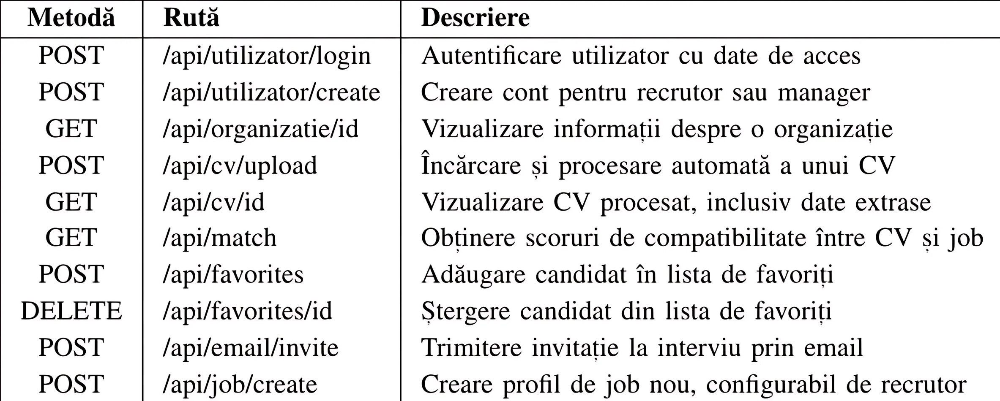 Metodă Rută Descriere
POST /api/utilizator/login Autentificare utilizator cu date de acces
POST /api/utilizator/create Creare cont pentru recrutor sau manager
GET /api/organizatie/id Vizualizare informații despre o organizație
POST /api/cv/upload Încărcare și procesare automată a unui CV
GET /api/cv/id Vizualizare CV procesat, inclusiv date extrase
GET /api/match Obținere scoruri de compatibilitate între CV și job
POST /api/favorites Adăugare candidat în lista de favoriți
DELETE /api/favorites/id Ștergere candidat din lista de favoriți
POST /api/email/invite Trimitere invitație la interviu prin email
POST /api/job/create Creare profil de job nou, configurabil de recrutor